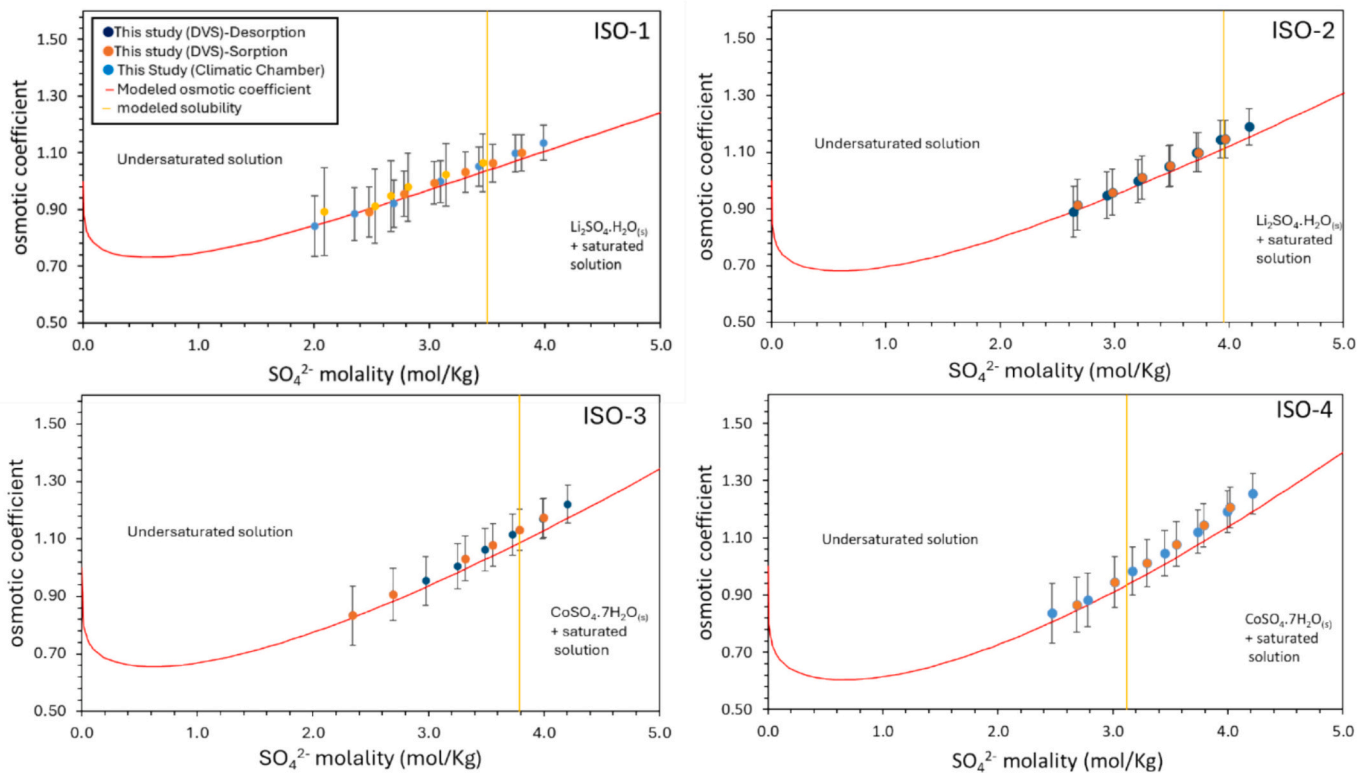 ISO-1
This study (DVS)-Desorption
This study (DVS)-Sorption
This Study (Climatic Chamber)
Modeled osmotic coefficient
modeled solubility
Undersaturated solution
Li₂SO₄.H₂O₍ₛ₎
+ saturated
solution
osmotic coefficient
1.50
1.30
1.10
0.90
0.70
0.50
0.0 1.0 2.0 3.0 4.0 5.0
SO₄²⁻ molality (mol/Kg)
ISO-2
Undersaturated solution
Li₂SO₄.H₂O₍ₛ₎
+ saturated
solution
osmotic coefficient
1.50
1.30
1.10
0.90
0.70
0.50
0.0 1.0 2.0 3.0 4.0 5.0
SO₄²⁻ molality (mol/Kg)
ISO-3
Undersaturated solution
CoSO₄.7H₂O₍ₛ₎
+ saturated
solution
osmotic coefficient
1.50
1.30
1.10
0.90
0.70
0.50
0.0 1.0 2.0 3.0 4.0 5.0
SO₄²⁻ molality (mol/Kg)
ISO-4
Undersaturated solution
CoSO₄.7H₂O₍ₛ₎
+ saturated
solution
osmotic coefficient
1.50
1.30
1.10
0.90
0.70
0.50
0.0 1.0 2.0 3.0 4.0 5.0
SO₄²⁻ molality (mol/Kg)